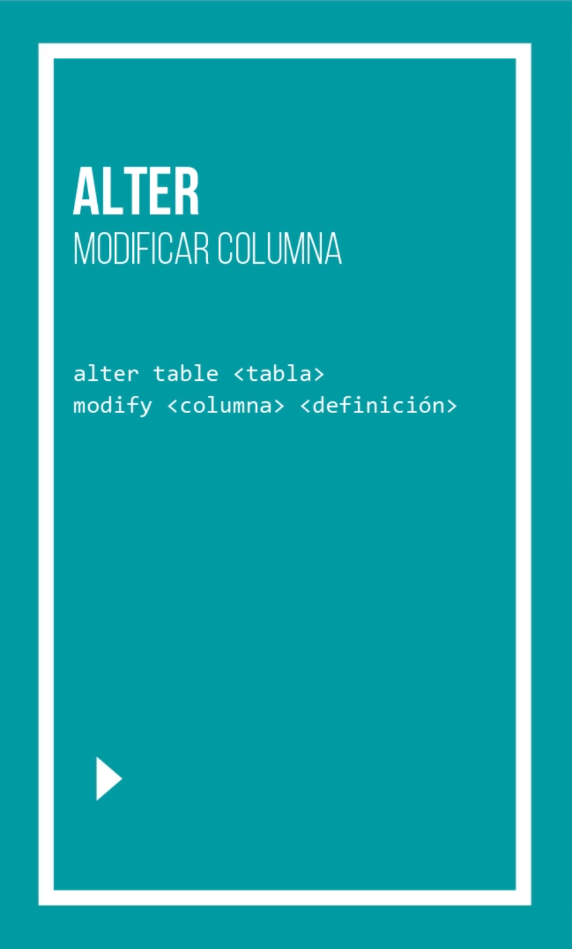 ALTER
MODIFICAR COLUMNA
alter table <tabla>
modify <columna> <definición>